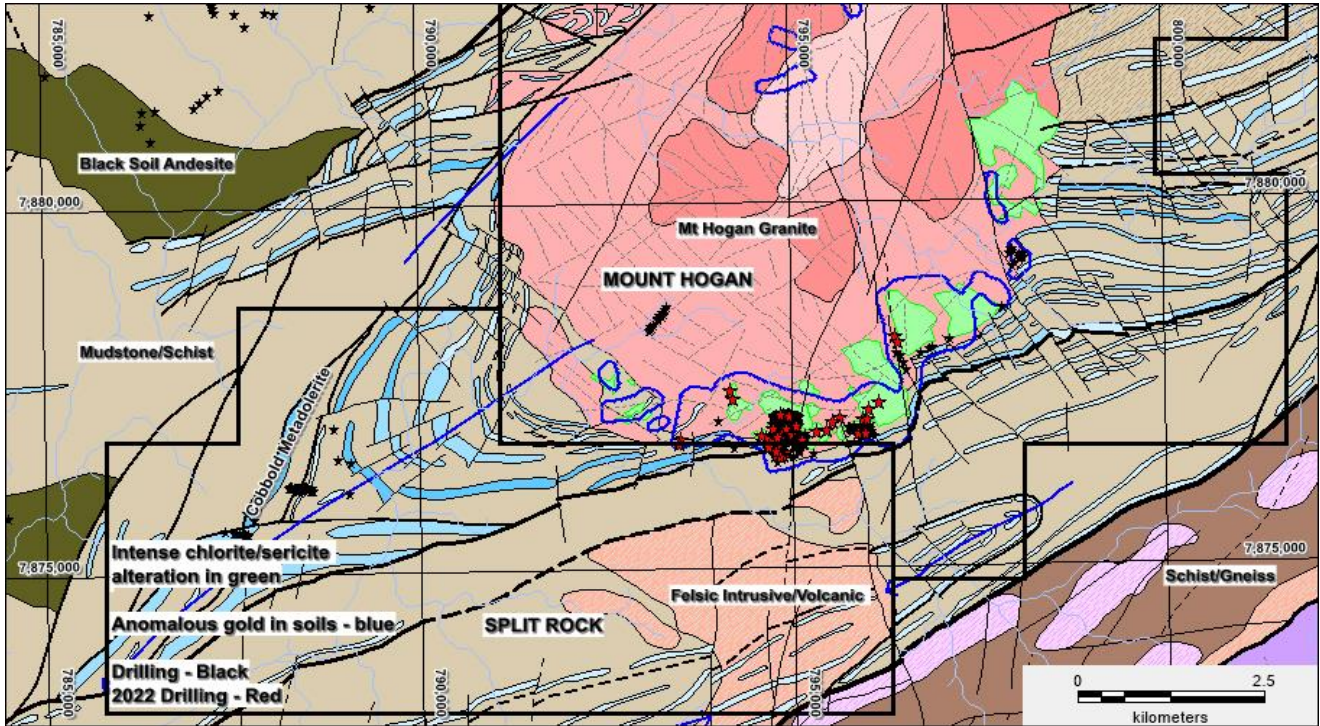 785,000
790,000
795,000
800,000
Black Soil Andesite
7,880,000
7,880,000
Mt Hogan Granite
MOUNT HOGAN
Mudstone/Schist
Cobbold Metadolerite
Intense chlorite/sericite
alteration in green
7,875,000
7,875,000
Schist/Gneiss
Felsic Intrusive/Volcanic
Anomalous gold in soils - blue
SPLIT ROCK
Drilling - Black
2022 Drilling - Red
785,000
790,000
795,000
0 2.5
kilometers